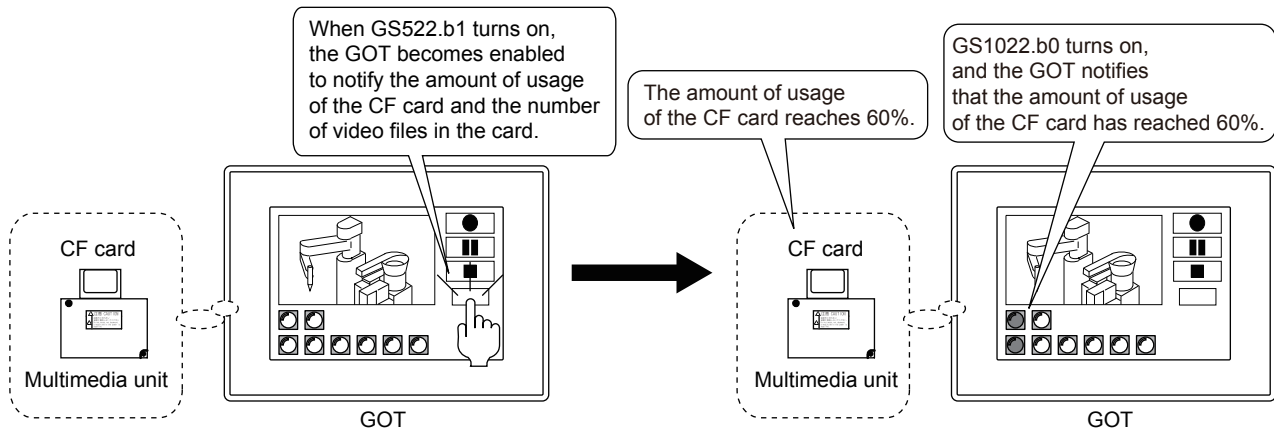 When GS522.b1 turns on,
the GOT becomes enabled
to notify the amount of usage
of the CF card and the number
of video files in the card.
The amount of usage
of the CF card reaches 60%.
GS1022.b0 turns on,
and the GOT notifies
that the amount of usage
of the CF card has reached 60%.
CF card
Multimedia unit
GOT
CF card
Multimedia unit
GOT